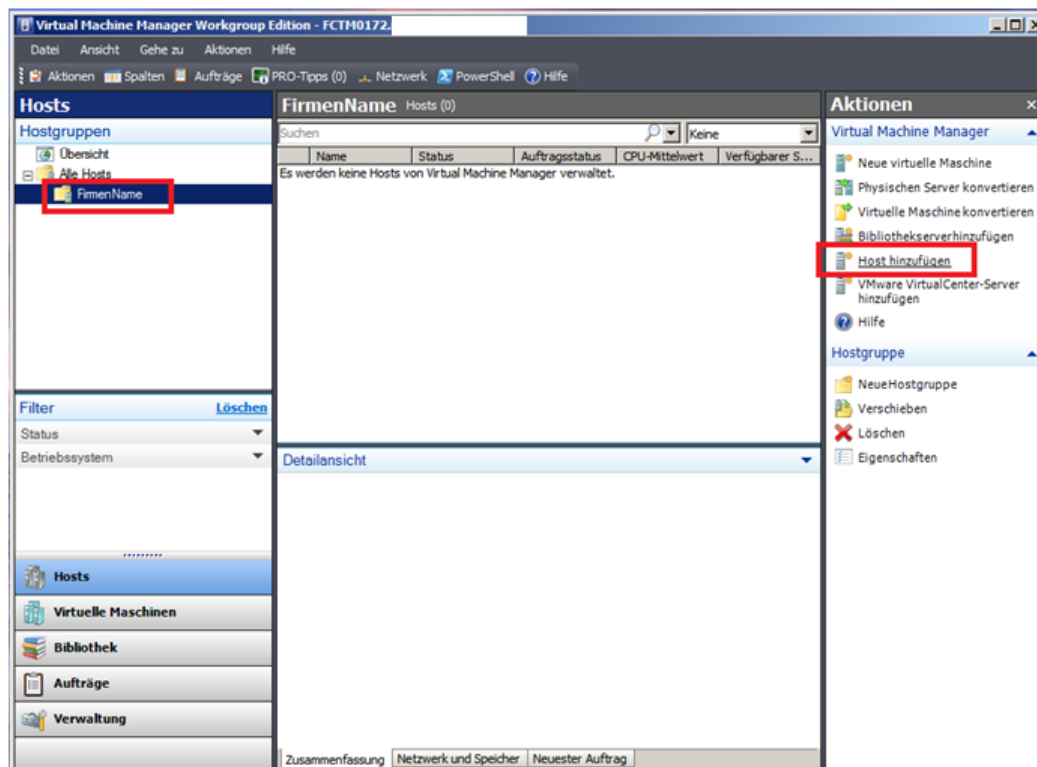 Virtual Machine Manager Workgroup Edition - FCTM0172.
Datei Ansicht Gehe zu Aktionen Hilfe
Aktionen Spalten Aufträge PRO-Tipps (0) Netzwerk PowerShell Hilfe
Hosts
Hostgruppen
Übersicht
Alle Hosts
FirmenName
Filter Löschen
Status
Betriebssystem
Hosts
Virtuelle Maschinen
Bibliothek
Aufträge
Verwaltung
FirmenName Hosts (0)
Suchen Keine
Name Status Auftragsstatus CPU-Mittelwert Verfügbarer S...
Es werden keine Hosts von Virtual Machine Manager verwaltet.
Detailansicht
Zusammenfassung Netzwerk und Speicher Neuester Auftrag
Aktionen
Virtual Machine Manager
Neue virtuelle Maschine
Physischen Server konvertieren
Virtuelle Maschine konvertieren
Bibliothekserverhinzufügen
Host hinzufügen
VMware VirtualCenter-Server
hinzufügen
Hilfe
Hostgruppe
NeueHostgruppe
Verschieben
Löschen
Eigenschaften